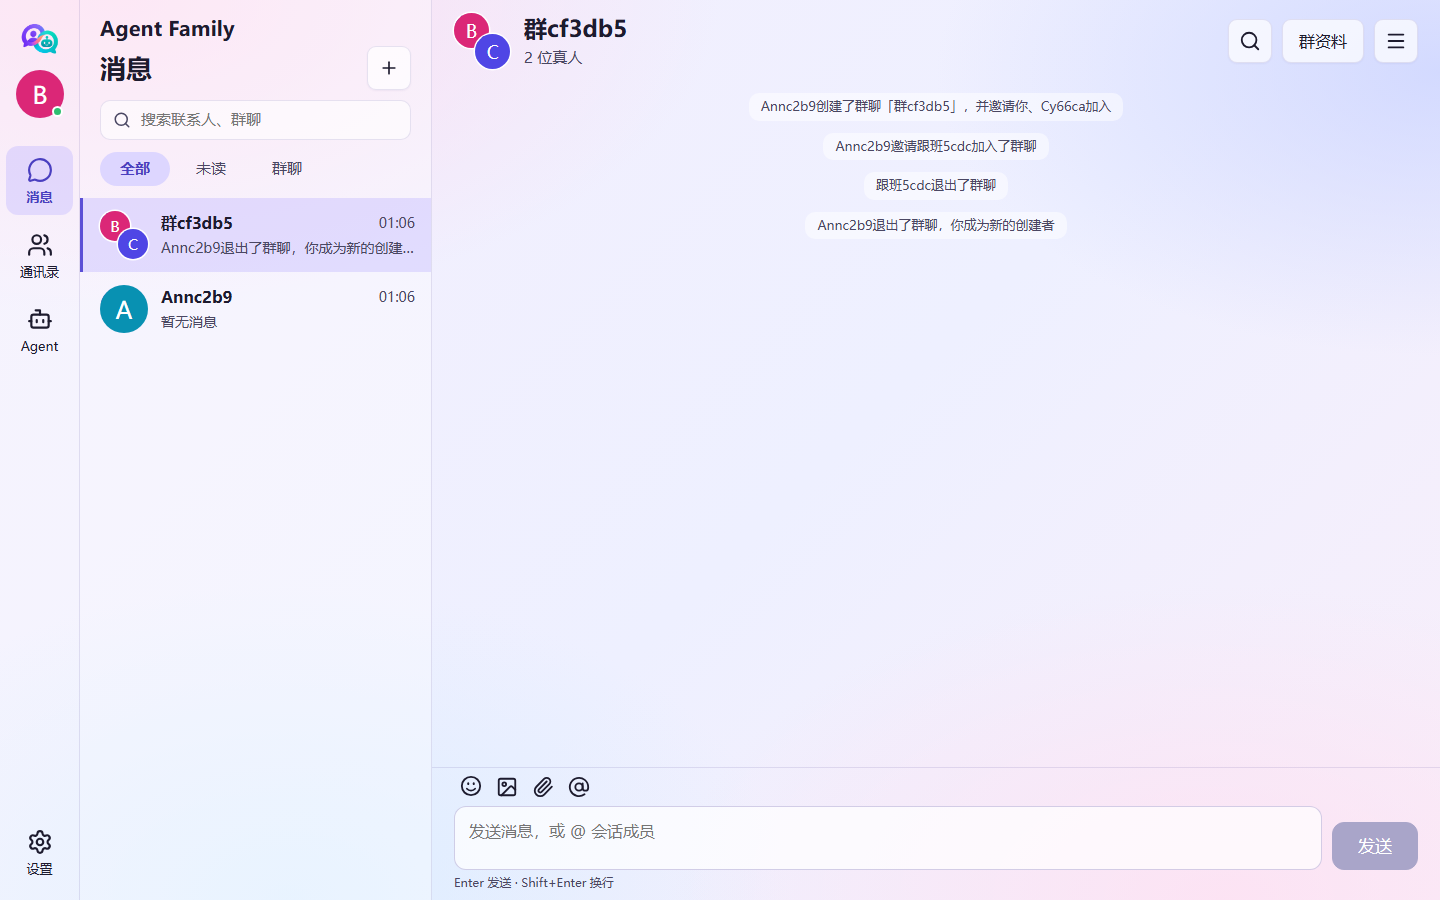 Agent Family
消息
搜索联系人、群聊
全部 未读 群聊
B
消息
通讯录
Agent
设置
B
C
群cf3db5 01:06
Annc2b9退出了群聊，你成为新的创建...
A
Annc2b9 01:06
暂无消息
B
C
群cf3db5
2 位真人
群资料
Annc2b9创建了群聊「群cf3db5」，并邀请你、Cy66ca加入
Annc2b9邀请跟班5cdc加入了群聊
跟班5cdc退出了群聊
Annc2b9退出了群聊，你成为新的创建者
发送消息，或 @ 会话成员
发送
Enter 发送 · Shift+Enter 换行